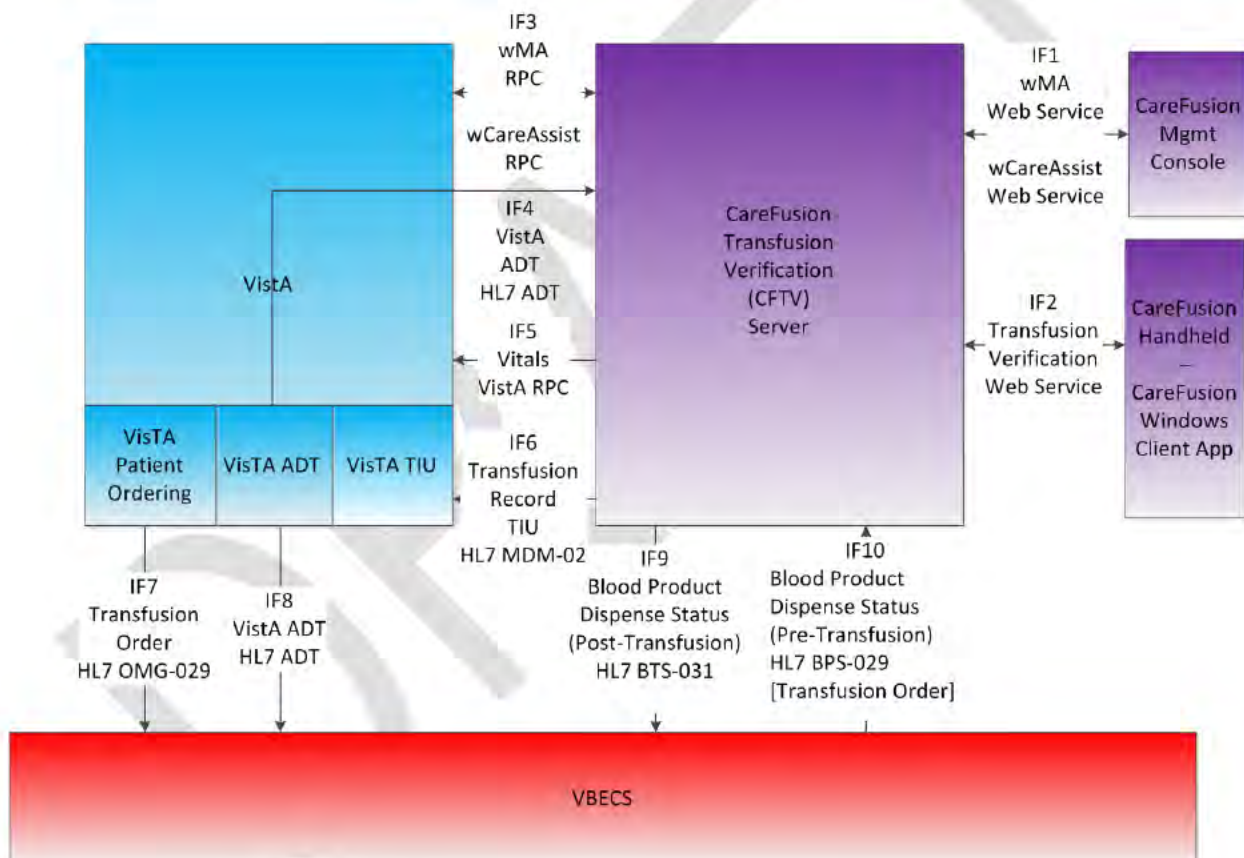 IF3
wMA
RPC
wCareAssist
RPC
IF4
VistA
ADT
HL7 ADT
IF5
Vitals
VistA RPC
IF6
Transfusion
Record
TIU
HL7 MDM-02
VistA
VisTA
Patient
Ordering
VisTA ADT
VisTA TIU
CareFusion
Transfusion
Verification
(CFTV)
Server
IF1
wMA
Web Service
wCareAssist
Web Service
CareFusion
Mgmt
Console
IF2
Transfusion
Verification
Web Service
CareFusion
Handheld
–
CareFusion
Windows
Client App
IF7
Transfusion
Order
HL7 OMG-029
IF8
VistA ADT
HL7 ADT
IF9
Blood Product
Dispense Status
(Post-Transfusion)
HL7 BTS-031
IF10
Blood Product
Dispense Status
(Pre-Transfusion)
HL7 BPS-029
[Transfusion Order]
VBECS